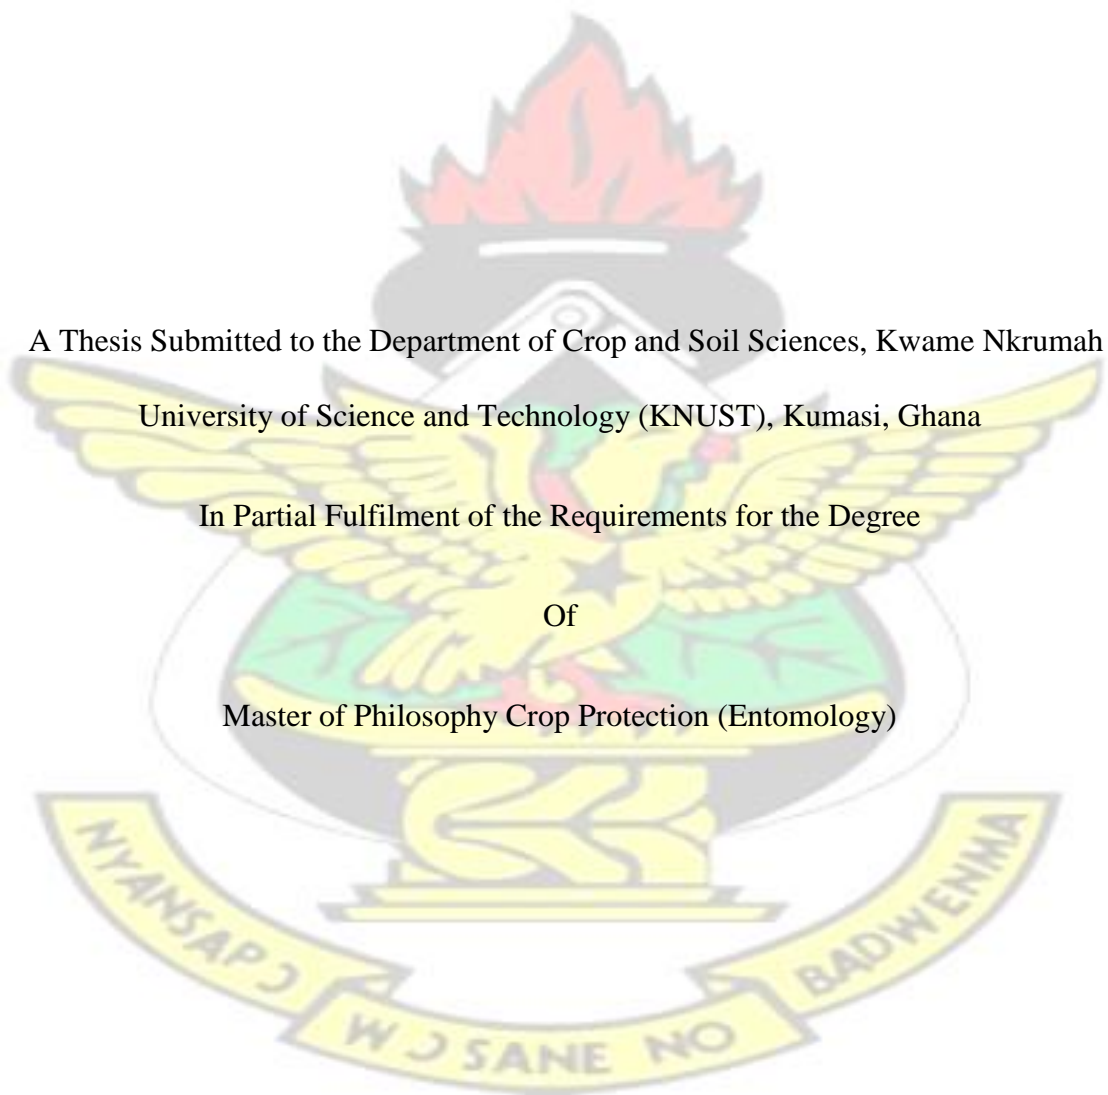 A Thesis Submitted to the Department of Crop and Soil Sciences, Kwame Nkrumah
University of Science and Technology (KNUST), Kumasi, Ghana
In Partial Fulfilment of the Requirements for the Degree
Of
Master of Philosophy Crop Protection (Entomology)
NYANSAPƆ
WƆSANE NO
BADWENMA